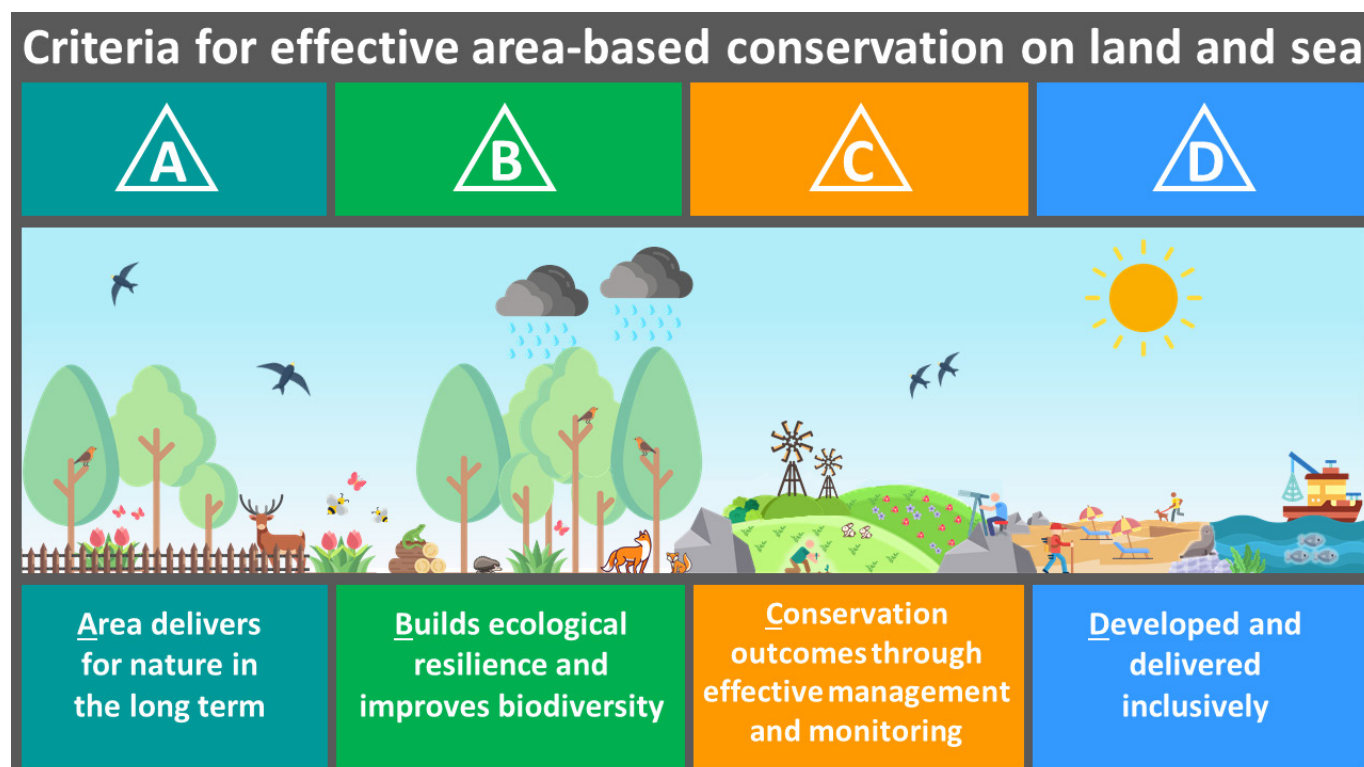 Criteria for effective area-based conservation on land and sea
A
B
C
D
Area delivers
for nature in
the long term
Builds ecological
resilience and
improves biodiversity
Conservation
outcomes through
effective management
and monitoring
Developed and
delivered
inclusively